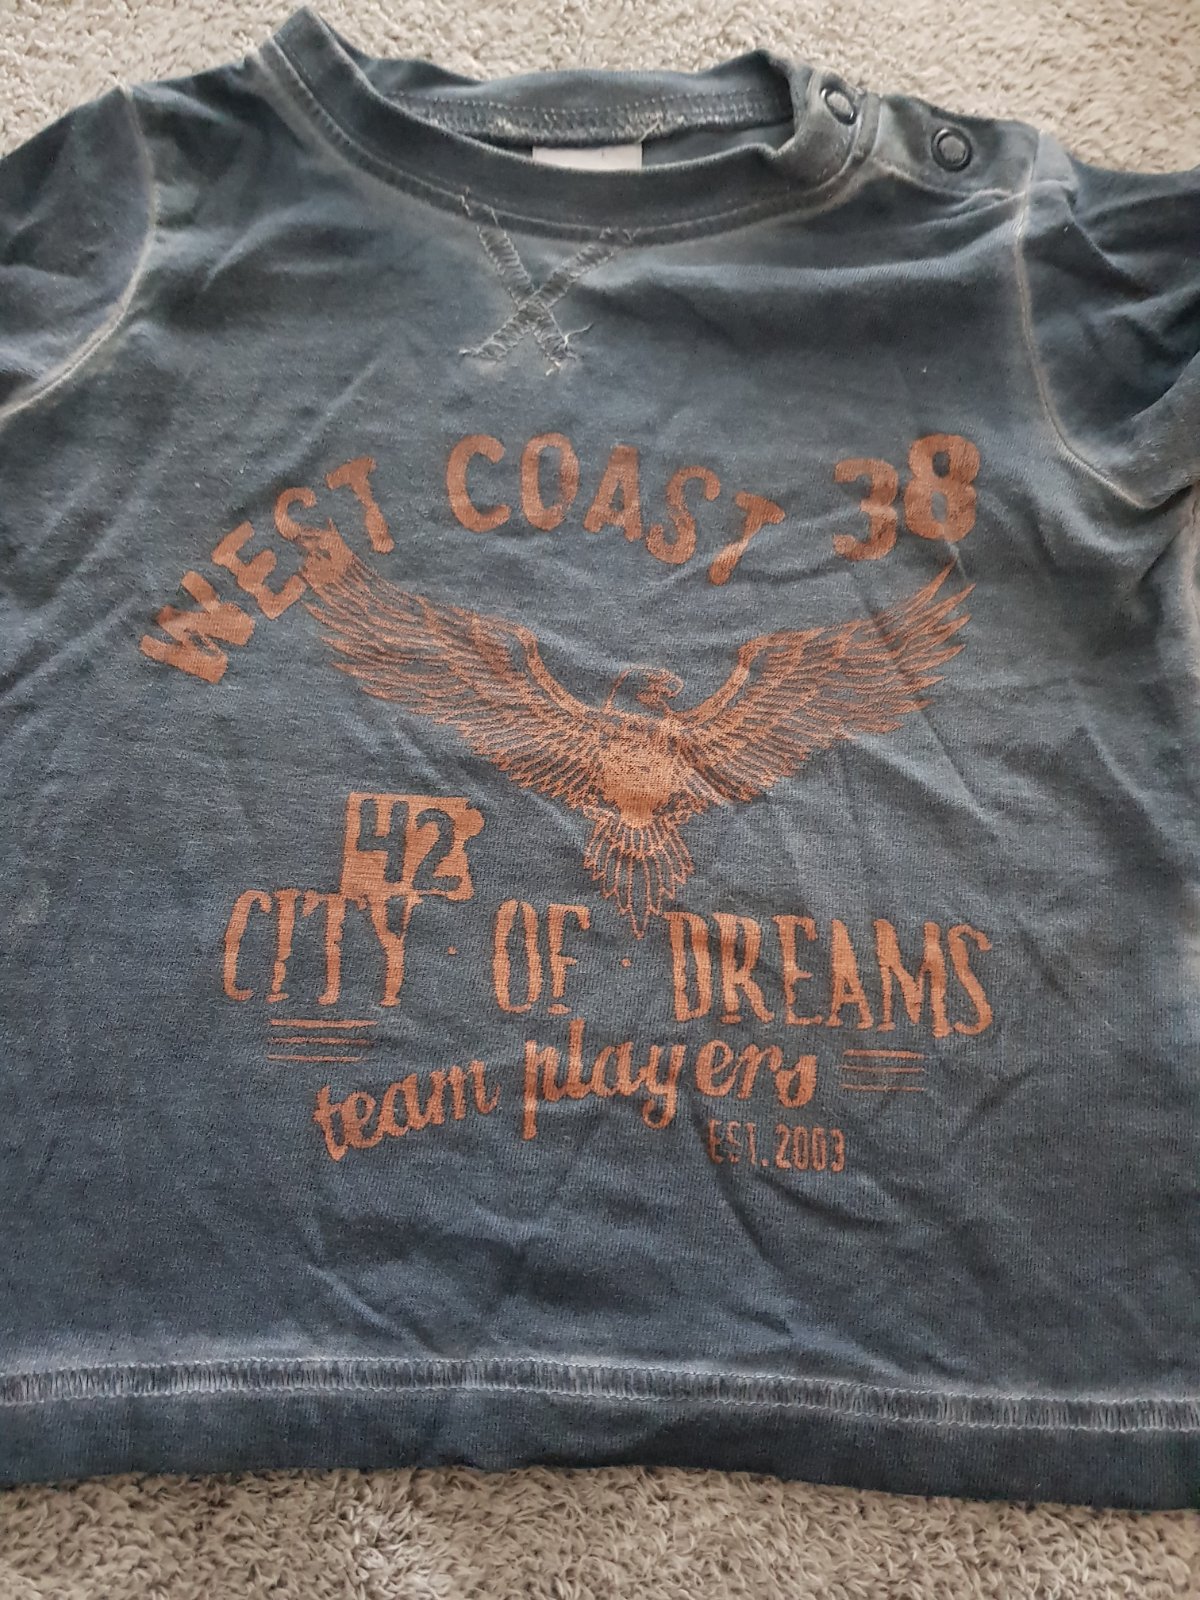 WEST COAST 38
42
CITY · OF · DREAMS
team players
EST. 2003